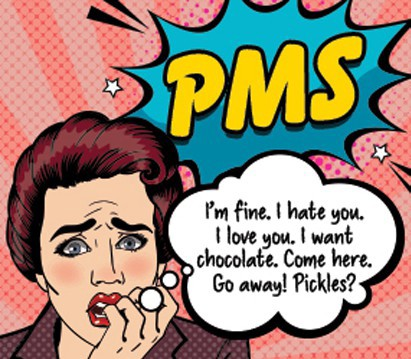 PMS
I'm fine. I hate you.
I love you. I want
chocolate. Come here.
Go away! Pickles?